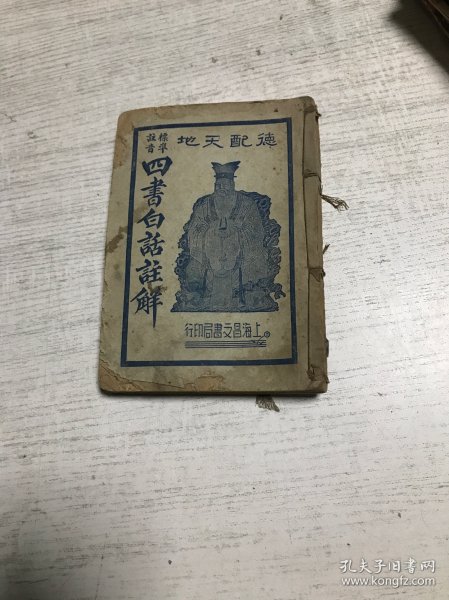 德配天地
標準
註音
四書白話註解
上海昌文書局印行
孔夫子旧书网
www.kongfz.com